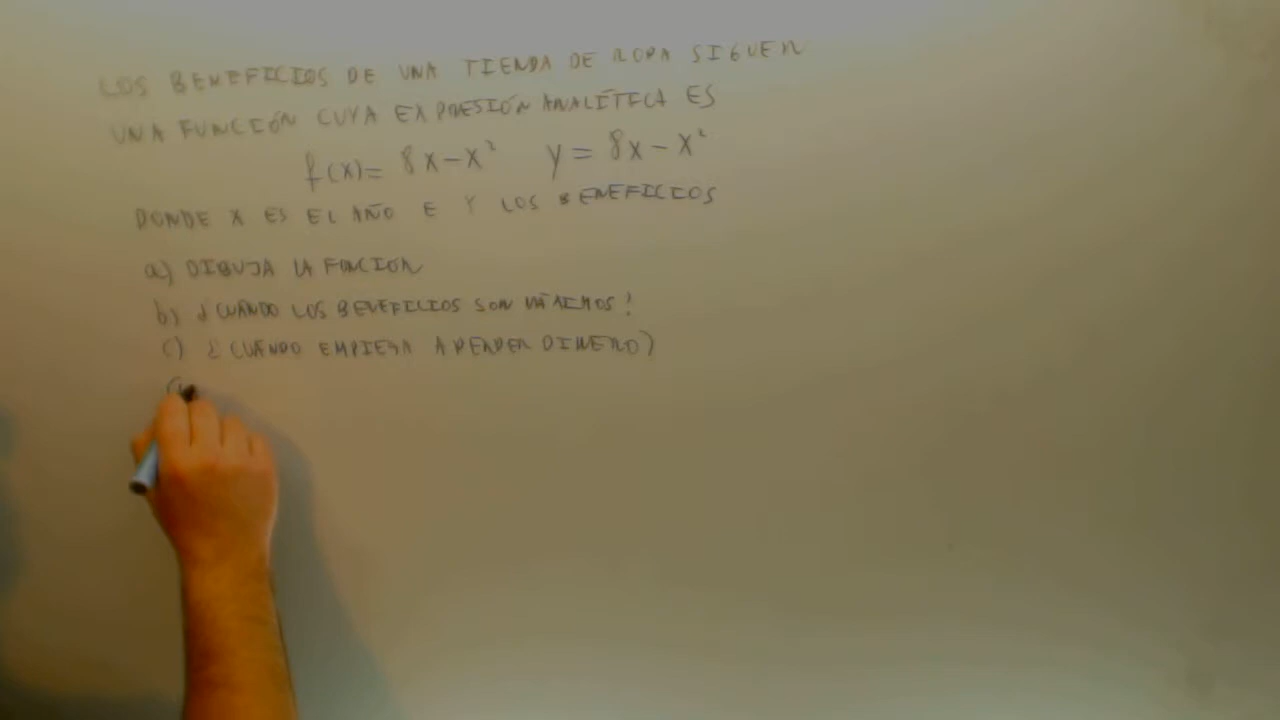 LOS BENEFICIOS DE UNA TIENDA DE ROPA SIGUEN
UNA FUNCIÓN CUYA EXPRESIÓN ANALÍTICA ES
f(x)= 8x-x² y = 8x-x²
DONDE X ES EL AÑO E Y LOS BENEFICIOS
a) DIBUJA LA FUNCIÓN
b) ¿CUÁNDO LOS BENEFICIOS SON MÁXIMOS?
c) ¿CUÁNDO EMPIEZA A PERDER DINERO?